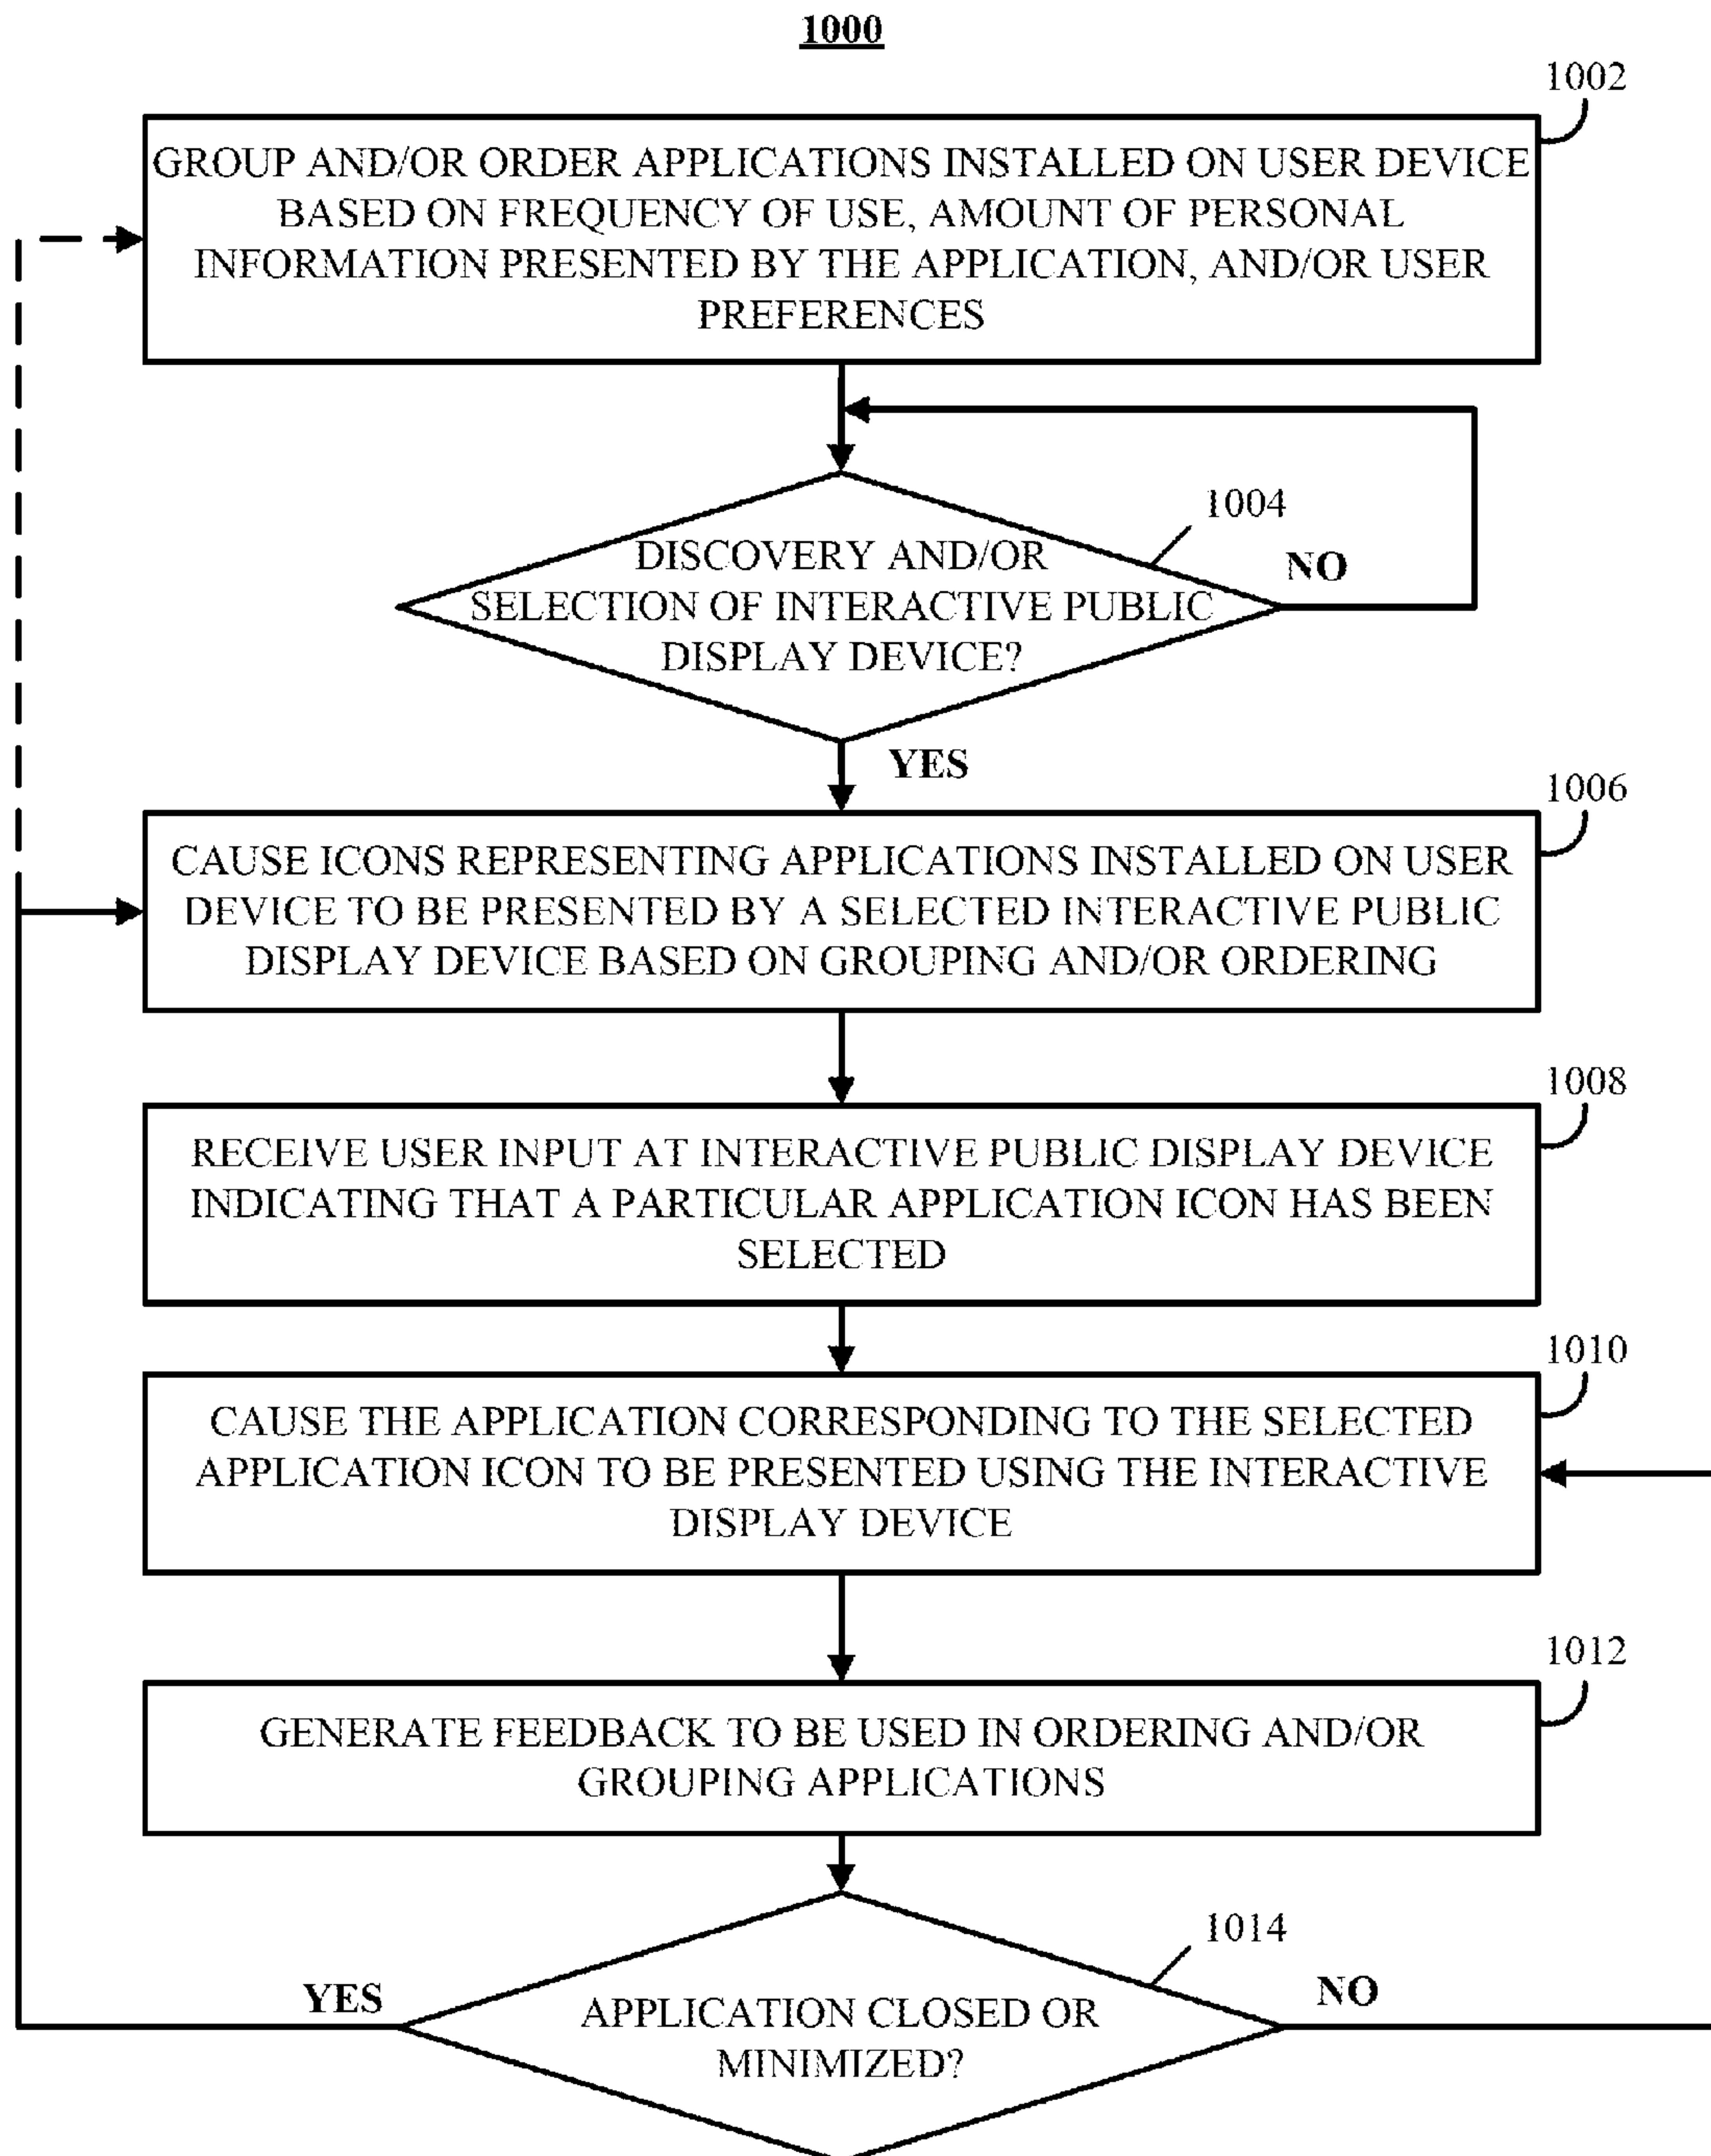 1000
1002
GROUP AND/OR ORDER APPLICATIONS INSTALLED ON USER DEVICE
BASED ON FREQUENCY OF USE, AMOUNT OF PERSONAL
INFORMATION PRESENTED BY THE APPLICATION, AND/OR USER
PREFERENCES
1004
DISCOVERY AND/OR
SELECTION OF INTERACTIVE PUBLIC
DISPLAY DEVICE?
NO
YES
1006
CAUSE ICONS REPRESENTING APPLICATIONS INSTALLED ON USER
DEVICE TO BE PRESENTED BY A SELECTED INTERACTIVE PUBLIC
DISPLAY DEVICE BASED ON GROUPING AND/OR ORDERING
1008
RECEIVE USER INPUT AT INTERACTIVE PUBLIC DISPLAY DEVICE
INDICATING THAT A PARTICULAR APPLICATION ICON HAS BEEN
SELECTED
1010
CAUSE THE APPLICATION CORRESPONDING TO THE SELECTED
APPLICATION ICON TO BE PRESENTED USING THE INTERACTIVE
DISPLAY DEVICE
1012
GENERATE FEEDBACK TO BE USED IN ORDERING AND/OR
GROUPING APPLICATIONS
1014
YES
NO
APPLICATION CLOSED OR
MINIMIZED?